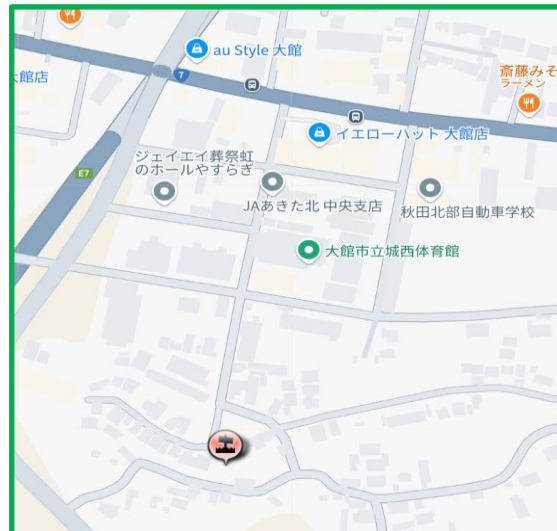 au Style 大館
大館店
7
斎藤みそ
ラーメン
イエローハット 大館店
E7
ジェイエイ葬祭虹
のホールやすらぎ
JAあきた北 中央支店
秋田北部自動車学校
大館市立城西体育館